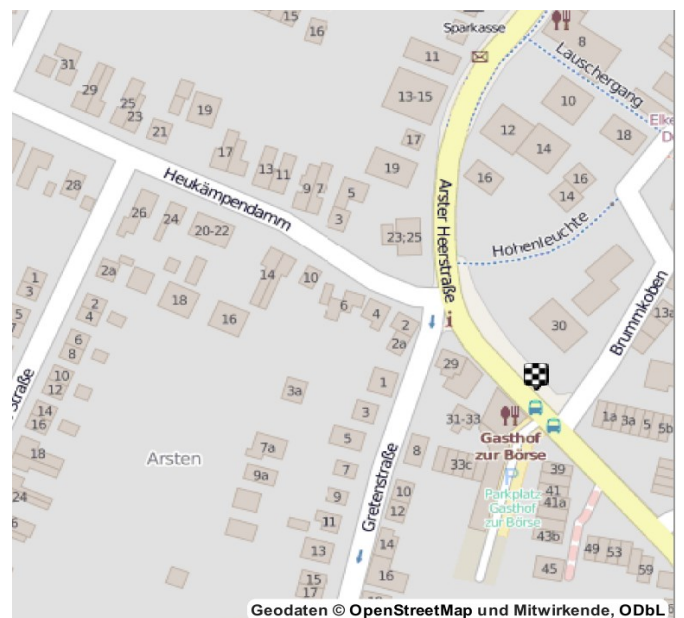 15
16
Sparkasse
8
11
31
29
25
23
21
19
13-15
Lauschergang
10
Elke
18
12
14
17
17
13
11
9
7
5
3
19
16
16
14
28
Heukämpendamm
26
24
20-22
23;25
Arster Heerstraße
Hohenleuchte
1
3
2a
14
10
18
16
6
4
2
2a
5
7
2
4
30
Brummkoben
13a
6
8
29
10
12
3a
1
3
14
16
31-33
1a
3a
5
5b
Gasthof
zur Börse
18
Arsten
7a
9a
5
7
8
33c
39
Gretenstraße
Parkplatz
Gasthof
zur Börse
41
41a
24
9
10
12
11
43b
13
14
49
53
45
59
15
17
16
Geodaten © OpenStreetMap und Mitwirkende, ODbL